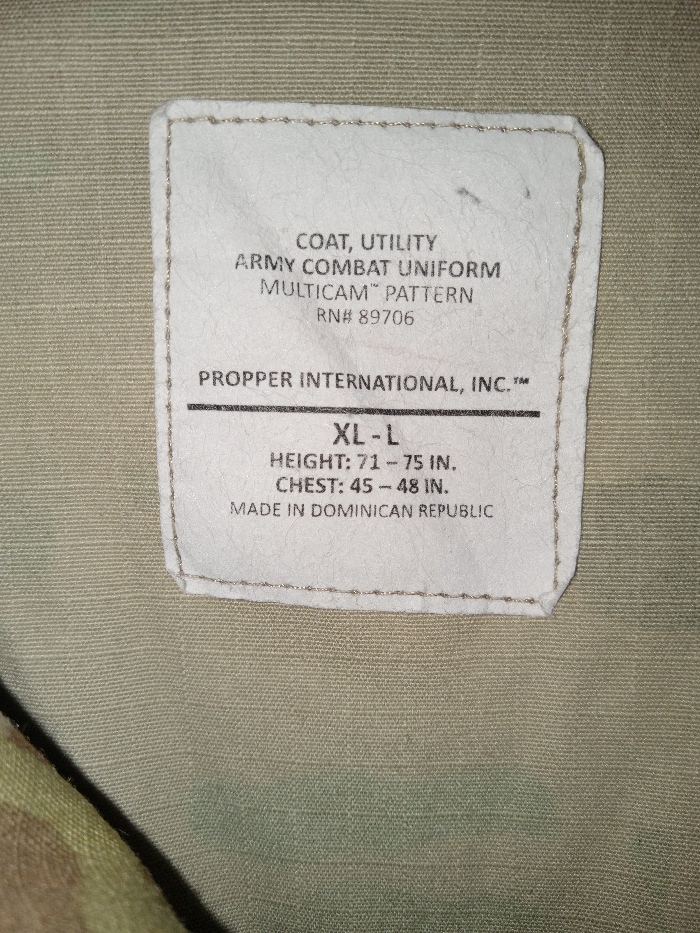 COAT, UTILITY
ARMY COMBAT UNIFORM
MULTICAM™ PATTERN
RN# 89706
PROPPER INTERNATIONAL, INC.™
XL - L
HEIGHT: 71 – 75 IN.
CHEST: 45 – 48 IN.
MADE IN DOMINICAN REPUBLIC